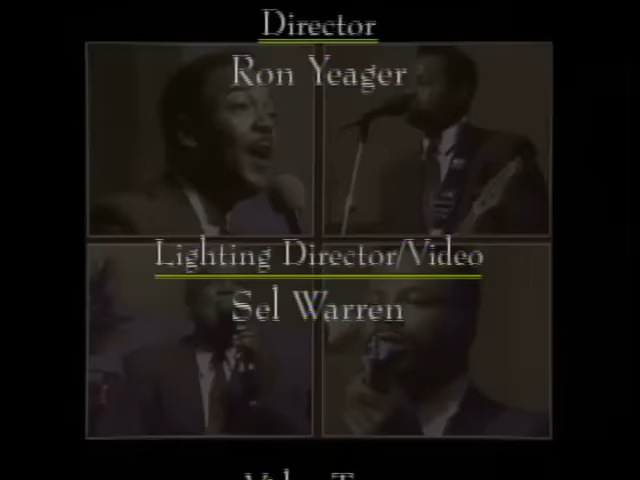 Director
Ron Yeager
Lighting Director/Video
Sel Warren